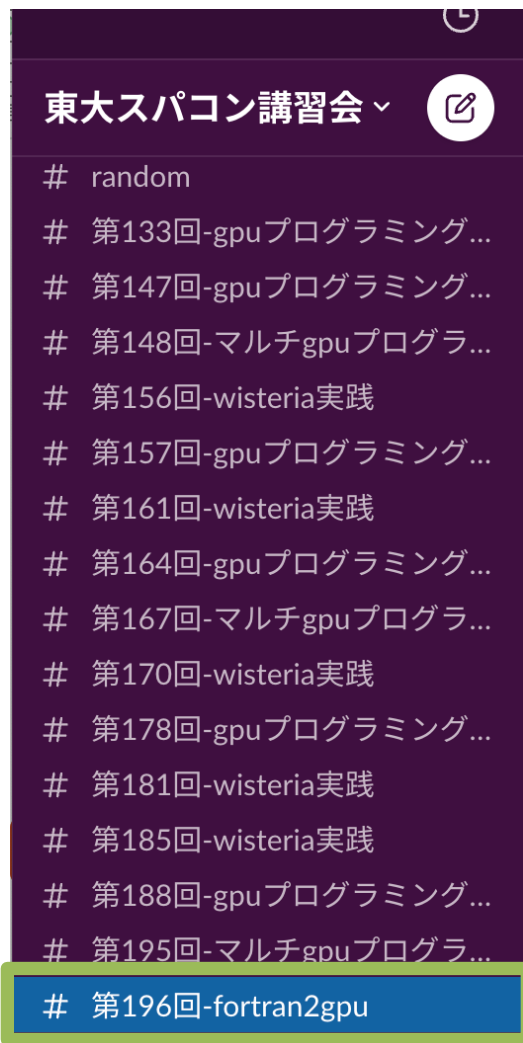 東大スパコン講習会
# random
# 第133回-gpuプログラミング...
# 第147回-gpuプログラミング...
# 第148回-マルチgpuプログラ...
# 第156回-wisteria実践
# 第157回-gpuプログラミング...
# 第161回-wisteria実践
# 第164回-gpuプログラミング...
# 第167回-マルチgpuプログラ...
# 第170回-wisteria実践
# 第178回-gpuプログラミング...
# 第181回-wisteria実践
# 第185回-wisteria実践
# 第188回-gpuプログラミング...
# 第195回-マルチgpuプログラ...
# 第196回-fortran2gpu